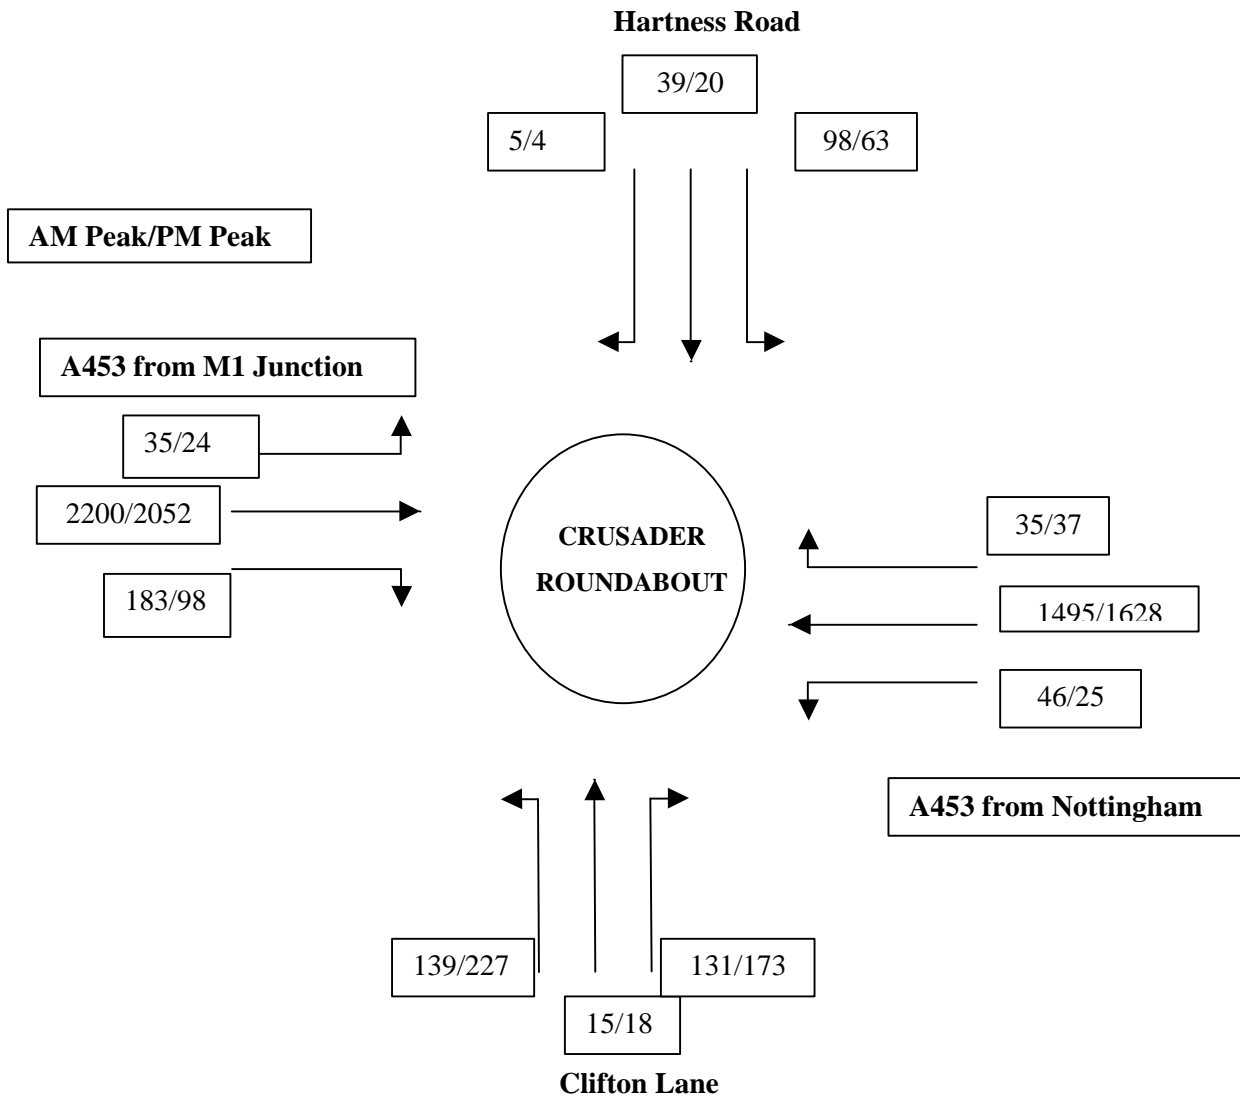 Hartness Road
39/20
5/4
98/63
AM Peak/PM Peak
A453 from M1 Junction
35/24
2200/2052
183/98
CRUSADER
ROUNDABOUT
35/37
1495/1628
46/25
A453 from Nottingham
139/227
131/173
15/18
Clifton Lane